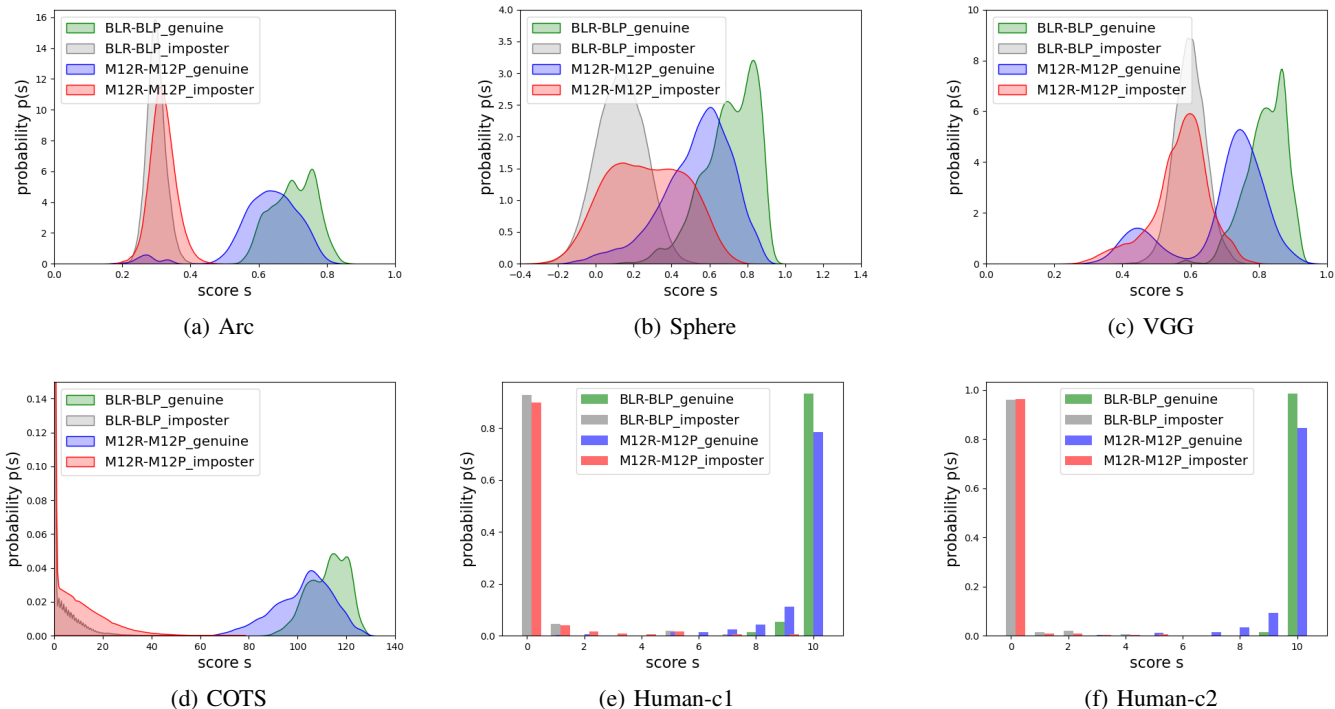 16
14
12
10
8
6
4
2
0
probability p(s)
BLR-BLP_genuine
BLR-BLP_imposter
M12R-M12P_genuine
M12R-M12P_imposter
0.0 0.2 0.4 0.6 0.8 1.0
score s
(a) Arc
4.0
3.5
3.0
2.5
2.0
1.5
1.0
0.5
0.0
probability p(s)
BLR-BLP_genuine
BLR-BLP_imposter
M12R-M12P_genuine
M12R-M12P_imposter
−0.4 −0.2 0.0 0.2 0.4 0.6 0.8 1.0 1.2 1.4
score s
(b) Sphere
10
8
6
4
2
0
probability p(s)
BLR-BLP_genuine
BLR-BLP_imposter
M12R-M12P_genuine
M12R-M12P_imposter
0.0 0.2 0.4 0.6 0.8 1.0
score s
(c) VGG
0.14
0.12
0.10
0.08
0.06
0.04
0.02
0.00
probability p(s)
BLR-BLP_genuine
BLR-BLP_imposter
M12R-M12P_genuine
M12R-M12P_imposter
0 20 40 60 80 100 120 140
score s
(d) COTS
0.8
0.6
0.4
0.2
0.0
probability p(s)
BLR-BLP_genuine
BLR-BLP_imposter
M12R-M12P_genuine
M12R-M12P_imposter
0 2 4 6 8 10
score s
(e) Human-c1
1.0
0.8
0.6
0.4
0.2
0.0
probability p(s)
BLR-BLP_genuine
BLR-BLP_imposter
M12R-M12P_genuine
M12R-M12P_imposter
0 2 4 6 8 10
score s
(f) Human-c2